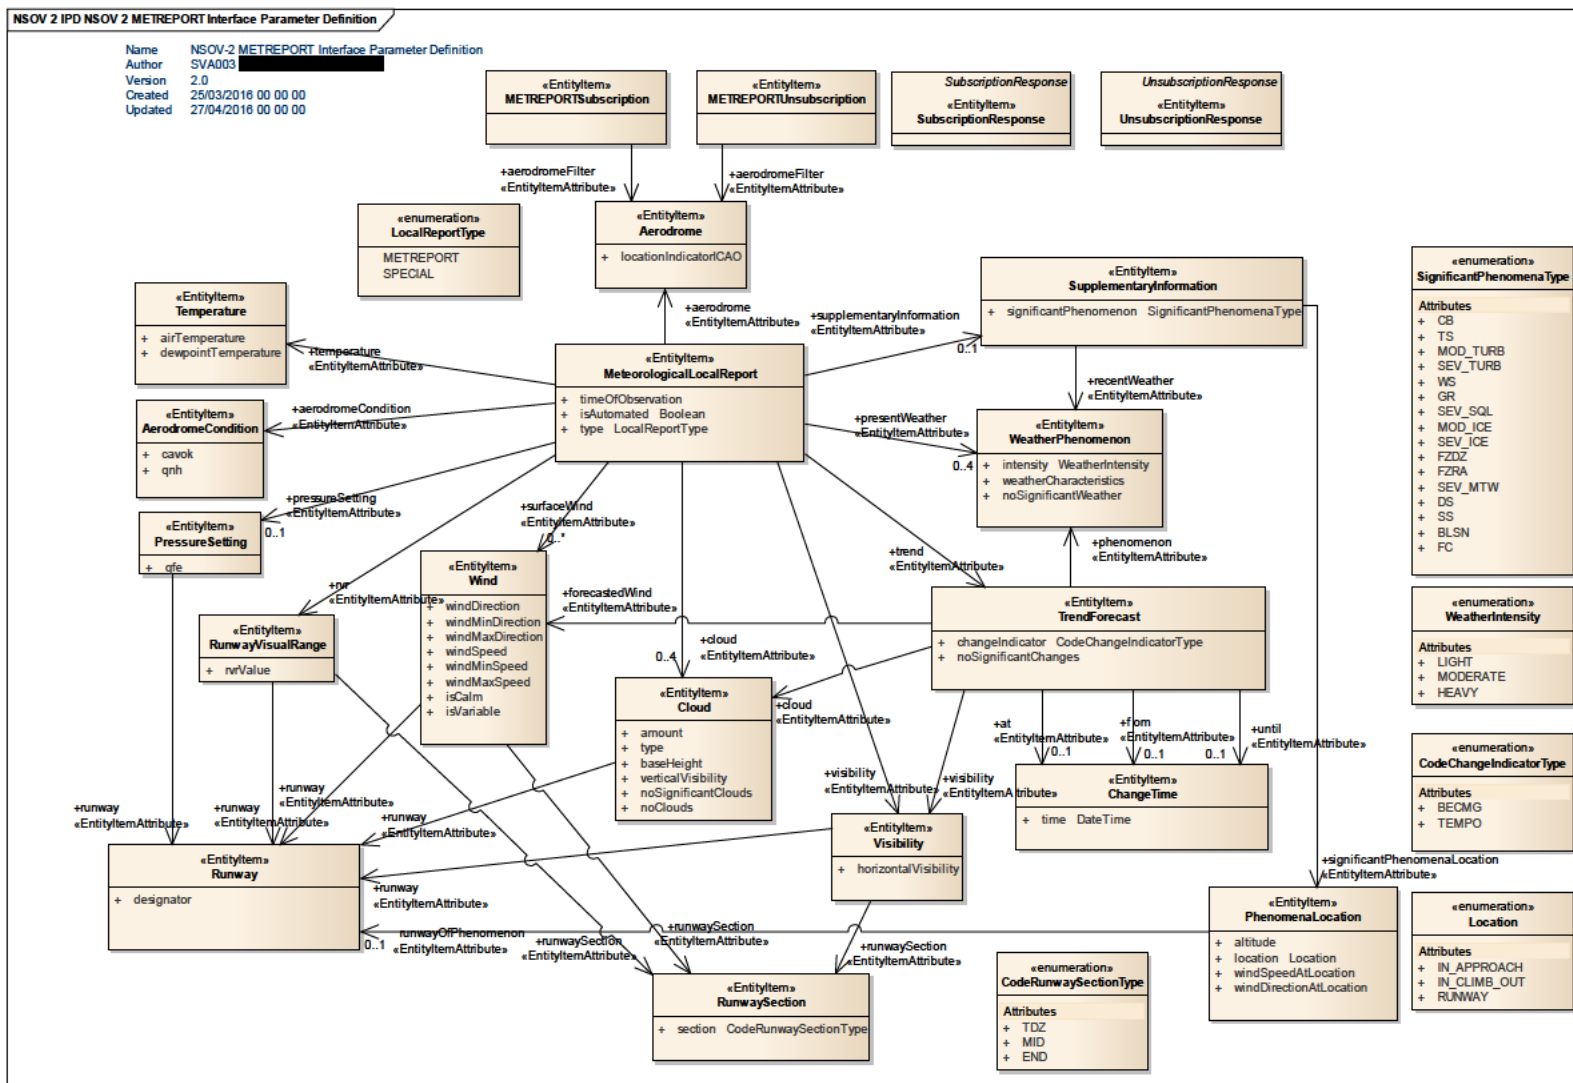 NSOV 2 IPD NSOV 2 METREPORT Interface Parameter Definition
Name NSOV-2 METREPORT Interface Parameter Definition
Author SVA003
Version 2.0
Created 25/03/2016 00 00 00
Updated 27/04/2016 00 00 00
«EntityItem»
METREPORTSubscription
«EntityItem»
METREPORTUnsubscription
SubscriptionResponse
«EntityItem»
SubscriptionResponse
UnsubscriptionResponse
«EntityItem»
UnsubscriptionResponse
+aerodromeFilter
«EntityItemAttribute»
+aerodromeFilter
«EntityItemAttribute»
«enumeration»
LocalReportType
METREPORT
SPECIAL
«EntityItem»
Aerodrome
+ locationIndicatorICAO
«EntityItem»
SupplementaryInformation
+ significantPhenomenon SignificantPhenomenaType
«enumeration»
SignificantPhenomenaType
Attributes
+ CB
+ TS
+ MOD_TURB
+ SEV_TURB
+ WS
+ GR
+ SEV_SQL
+ MOD_ICE
+ SEV_ICE
+ FZDZ
+ FZRA
+ SEV_MTW
+ DS
+ SS
+ BLSN
+ FC
«EntityItem»
Temperature
+ airTemperature
+ dewpointTemperature
+aerodrome
«EntityItemAttribute»
+supplementaryInformation
«EntityItemAttribute»
0..1
+temperature
«EntityItemAttribute»
«EntityItem»
MeteorologicalLocalReport
+ timeOfObservation
+ isAutomated Boolean
+ type LocalReportType
+recentWeather
«EntityItemAttribute»
«EntityItem»
AerodromeCondition
+ cavok
+ qnh
+aerodromeCondition
«EntityItemAttribute»
+presentWeather
«EntityItemAttribute»
0..4
«EntityItem»
WeatherPhenomenon
+ intensity WeatherIntensity
+ weatherCharacteristics
+ noSignificantWeather
+pressureSetting
«EntityItemAttribute»
0..1
+surfaceWind
«EntityItemAttribute»
0..*
«EntityItem»
PressureSetting
+ qfe
+trend
«EntityItemAttribute»
+phenomenon
«EntityItemAttribute»
«EntityItem»
Wind
+ windDirection
+ windMinDirection
+ windMaxDirection
+ windSpeed
+ windMinSpeed
+ windMaxSpeed
+ isCalm
+ isVariable
+rvr
«EntityItemAttribute»
+forecastedWind
«EntityItemAttribute»
«EntityItem»
TrendForecast
+ changeIndicator CodeChangeIndicatorType
+ noSignificantChanges
«enumeration»
WeatherIntensity
Attributes
+ LIGHT
+ MODERATE
+ HEAVY
«EntityItem»
RunwayVisualRange
+ rvrValue
+cloud
«EntityItemAttribute»
0..4
«EntityItem»
Cloud
+ amount
+ type
+ baseHeight
+ verticalVisibility
+ noSignificantClouds
+ noClouds
+cloud
«EntityItemAttribute»
+at
«EntityItemAttribute»
0..1
+from
«EntityItemAttribute»
0..1
+until
«EntityItemAttribute»
0..1
«enumeration»
CodeChangeIndicatorType
Attributes
+ BECMG
+ TEMPO
+visibility
«EntityItemAttribute»
+visibility
«EntityItemAttribute»
«EntityItem»
ChangeTime
+ time DateTime
+runway
«EntityItemAttribute»
+runway
«EntityItemAttribute»
+runway
«EntityItemAttribute»
+runway
«EntityItemAttribute»
«EntityItem»
Visibility
+ horizontalVisibility
«EntityItem»
Runway
+ designator
+runway
«EntityItemAttribute»
+significantPhenomenaLocation
«EntityItemAttribute»
«EntityItem»
PhenomenaLocation
+ altitude
+ location Location
+ windSpeedAtLocation
+ windDirectionAtLocation
«enumeration»
Location
Attributes
+ IN_APPROACH
+ IN_CLIMB_OUT
+ RUNWAY
runwayOfPhenomenon
«EntityItemAttribute»
0..1
+runwaySection
«EntityItemAttribute»
+runwaySection
«EntityItemAttribute»
+runwaySection
«EntityItemAttribute»
«EntityItem»
RunwaySection
+ section CodeRunwaySectionType
«enumeration»
CodeRunwaySectionType
Attributes
+ TDZ
+ MID
+ END